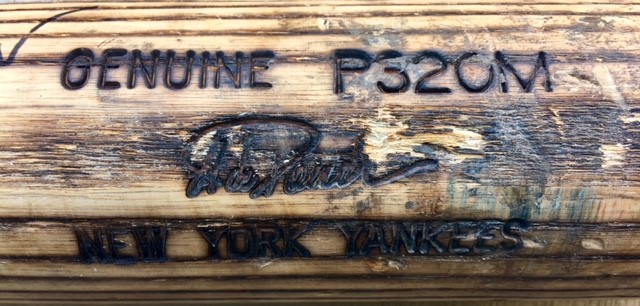 GENUINE P320M
NEW YORK YANKEES